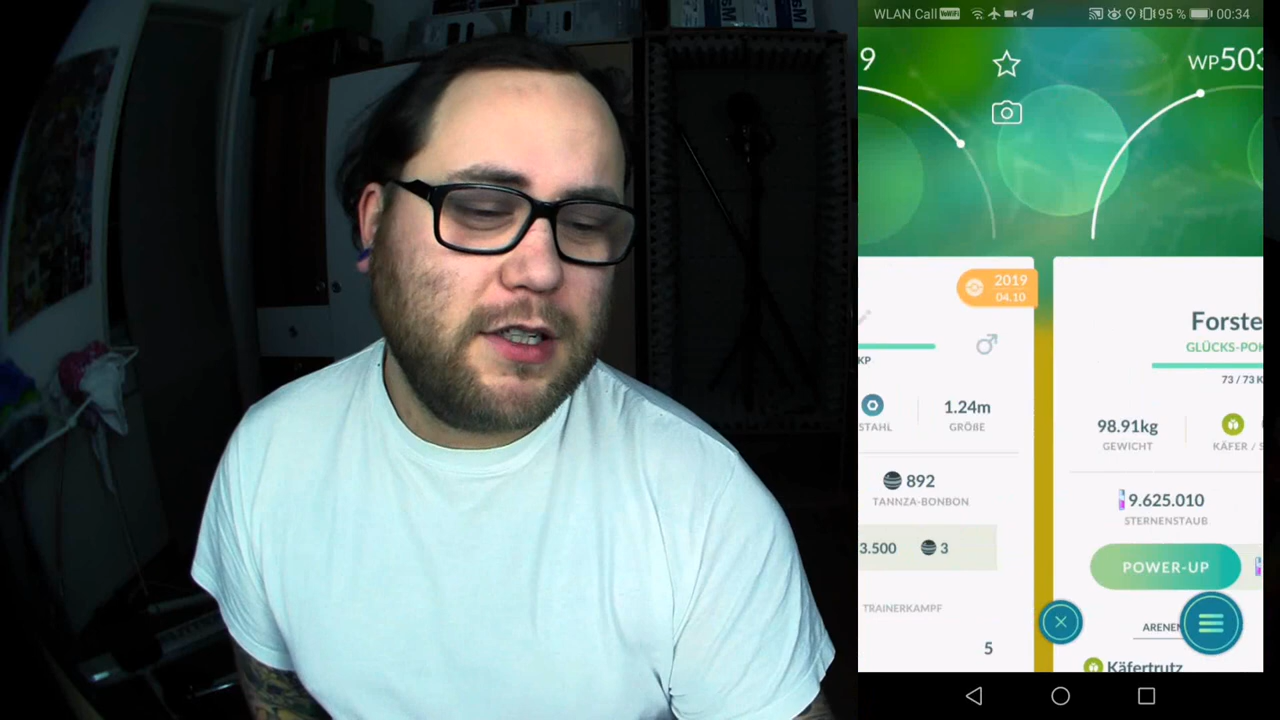 WLAN Call WoWiFi 95 % 00:34
9
WP503
2019
04.10
KP
STAHL
1.24m
GRÖSSE
892
TANNZA-BONBON
3.500 3
TRAINERKAMPF
5
Forste
GLÜCKS-POK
73 / 73 K
98.91kg
GEWICHT
KÄFER / S
9.625.010
STERNENSTAUB
POWER-UP
ARENEN
Käfertrutz